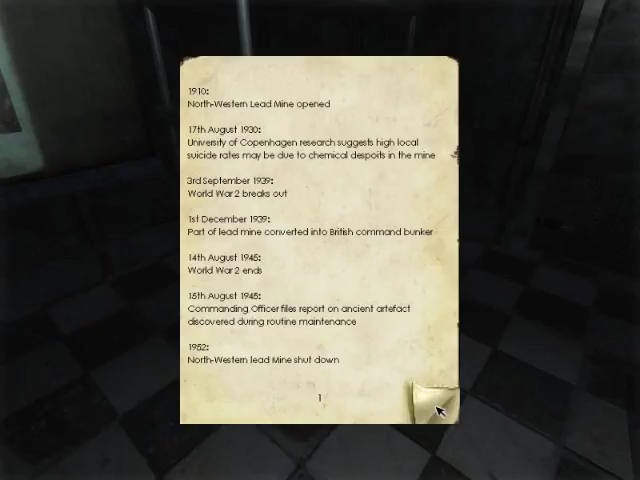 1910:
North-Western Lead Mine opened
17th August 1930:
University of Copenhagen research suggests high local
suicide rates may be due to chemical despoits in the mine
3rd September 1939:
World War 2 breaks out
1st December 1939:
Part of lead mine converted into British command bunker
14th August 1945:
World War 2 ends
15th August 1945:
Commanding Officer files report on ancient artefact
discovered during routine maintenance
1952:
North-Western lead Mine shut down
1